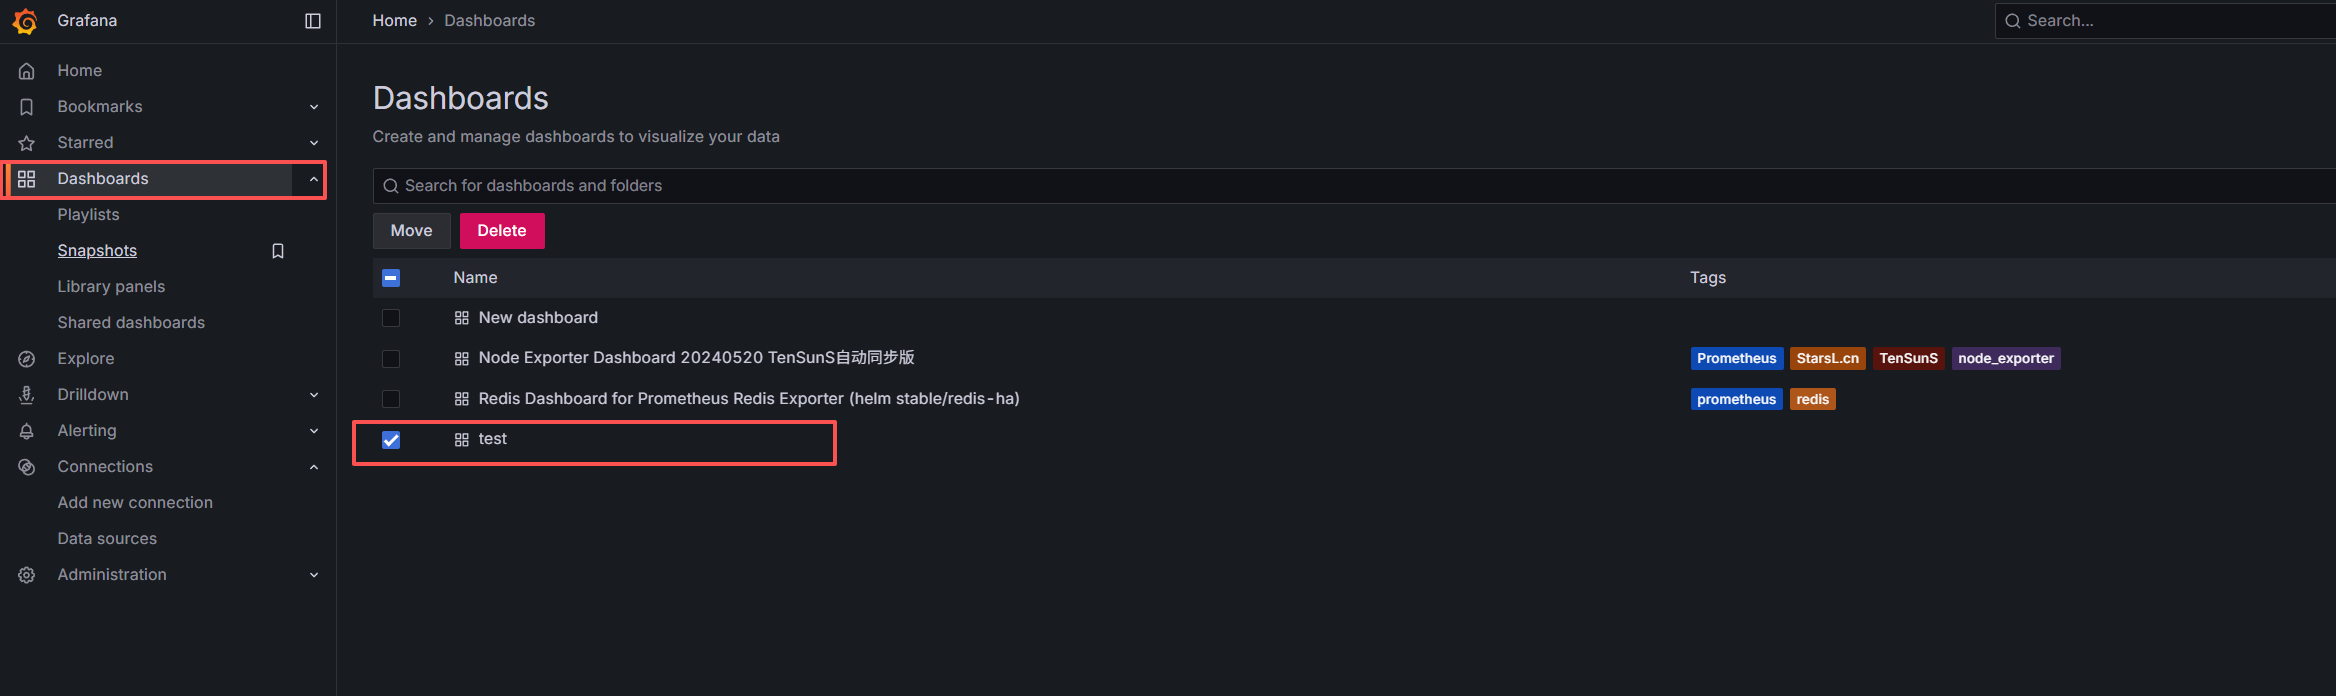 Grafana
Home › Dashboards
Search...
Home
Bookmarks
Starred
Dashboards
Playlists
Snapshots
Library panels
Shared dashboards
Explore
Drilldown
Alerting
Connections
Add new connection
Data sources
Administration
Dashboards
Create and manage dashboards to visualize your data
Search for dashboards and folders
Move Delete
Name Tags
New dashboard
Node Exporter Dashboard 20240520 TenSunS自动同步版 Prometheus StarsL.cn TenSunS node_exporter
Redis Dashboard for Prometheus Redis Exporter (helm stable/redis-ha) prometheus redis
test